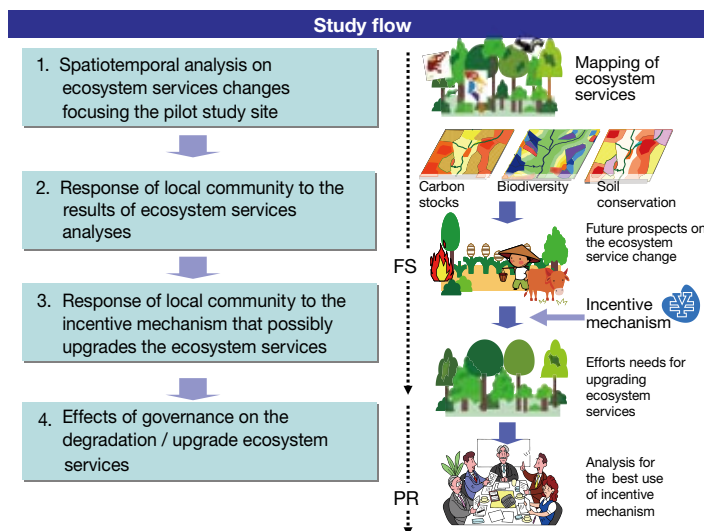 Study flow
1. Spatiotemporal analysis on
ecosystem services changes
focusing the pilot study site
2. Response of local community to the
results of ecosystem services
analyses
3. Response of local community to the
incentive mechanism that possibly
upgrades the ecosystem services
4. Effects of governance on the
degradation / upgrade ecosystem
services
FS
PR
Mapping of
ecosystem
services
Carbon
stocks
Biodiversity
Soil
conservation
Future prospects on
the ecosystem
service change
Incentive
mechanism
¥
Efforts needs for
upgrading
ecosystem
services
Analysis for
the best use
of incentive
mechanism